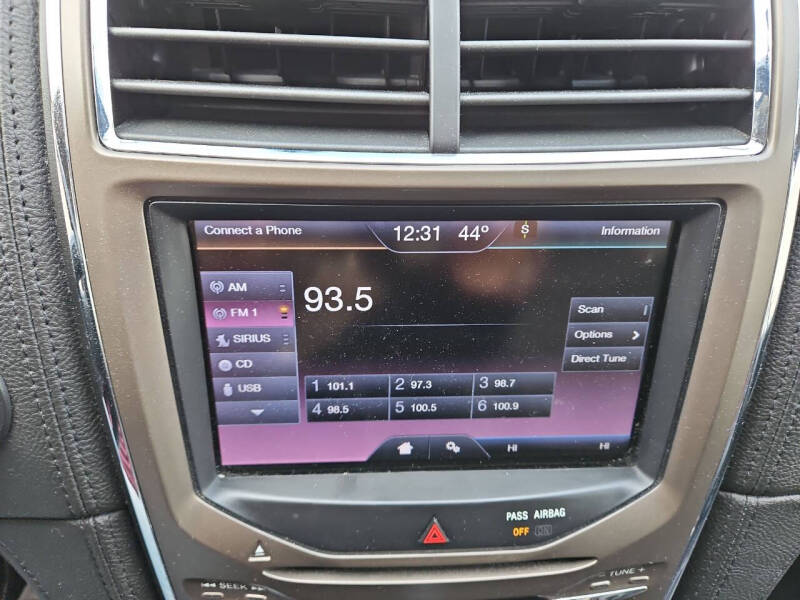 Connect a Phone 12:31 44° S Information
AM
FM 1
SIRIUS
CD
USB
93.5
Scan
Options
Direct Tune
1 101.1 2 97.3 3 98.7
4 98.5 5 100.5 6 100.9
HI HI
PASS AIRBAG
OFF ON
SEEK
- TUNE +